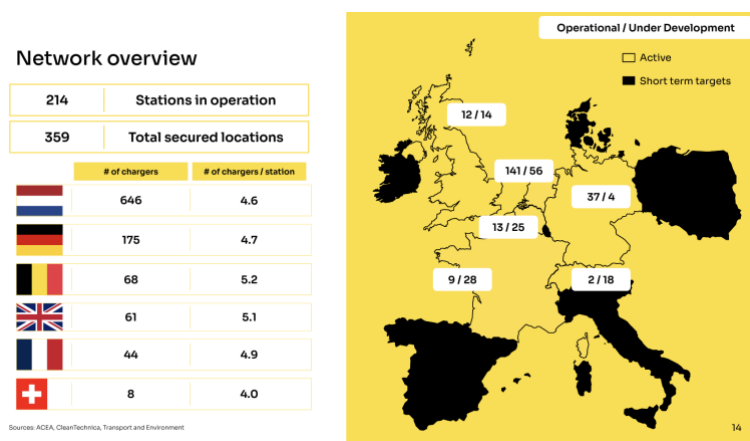 Network overview
214 Stations in operation
359 Total secured locations
# of chargers # of chargers / station
646 4.6
175 4.7
68 5.2
61 5.1
44 4.9
8 4.0
Sources: ACEA, CleanTechnica, Transport and Environment
Operational / Under Development
Active
Short term targets
12 / 14
141 / 56
37 / 4
13 / 25
9 / 28
2 / 18
14